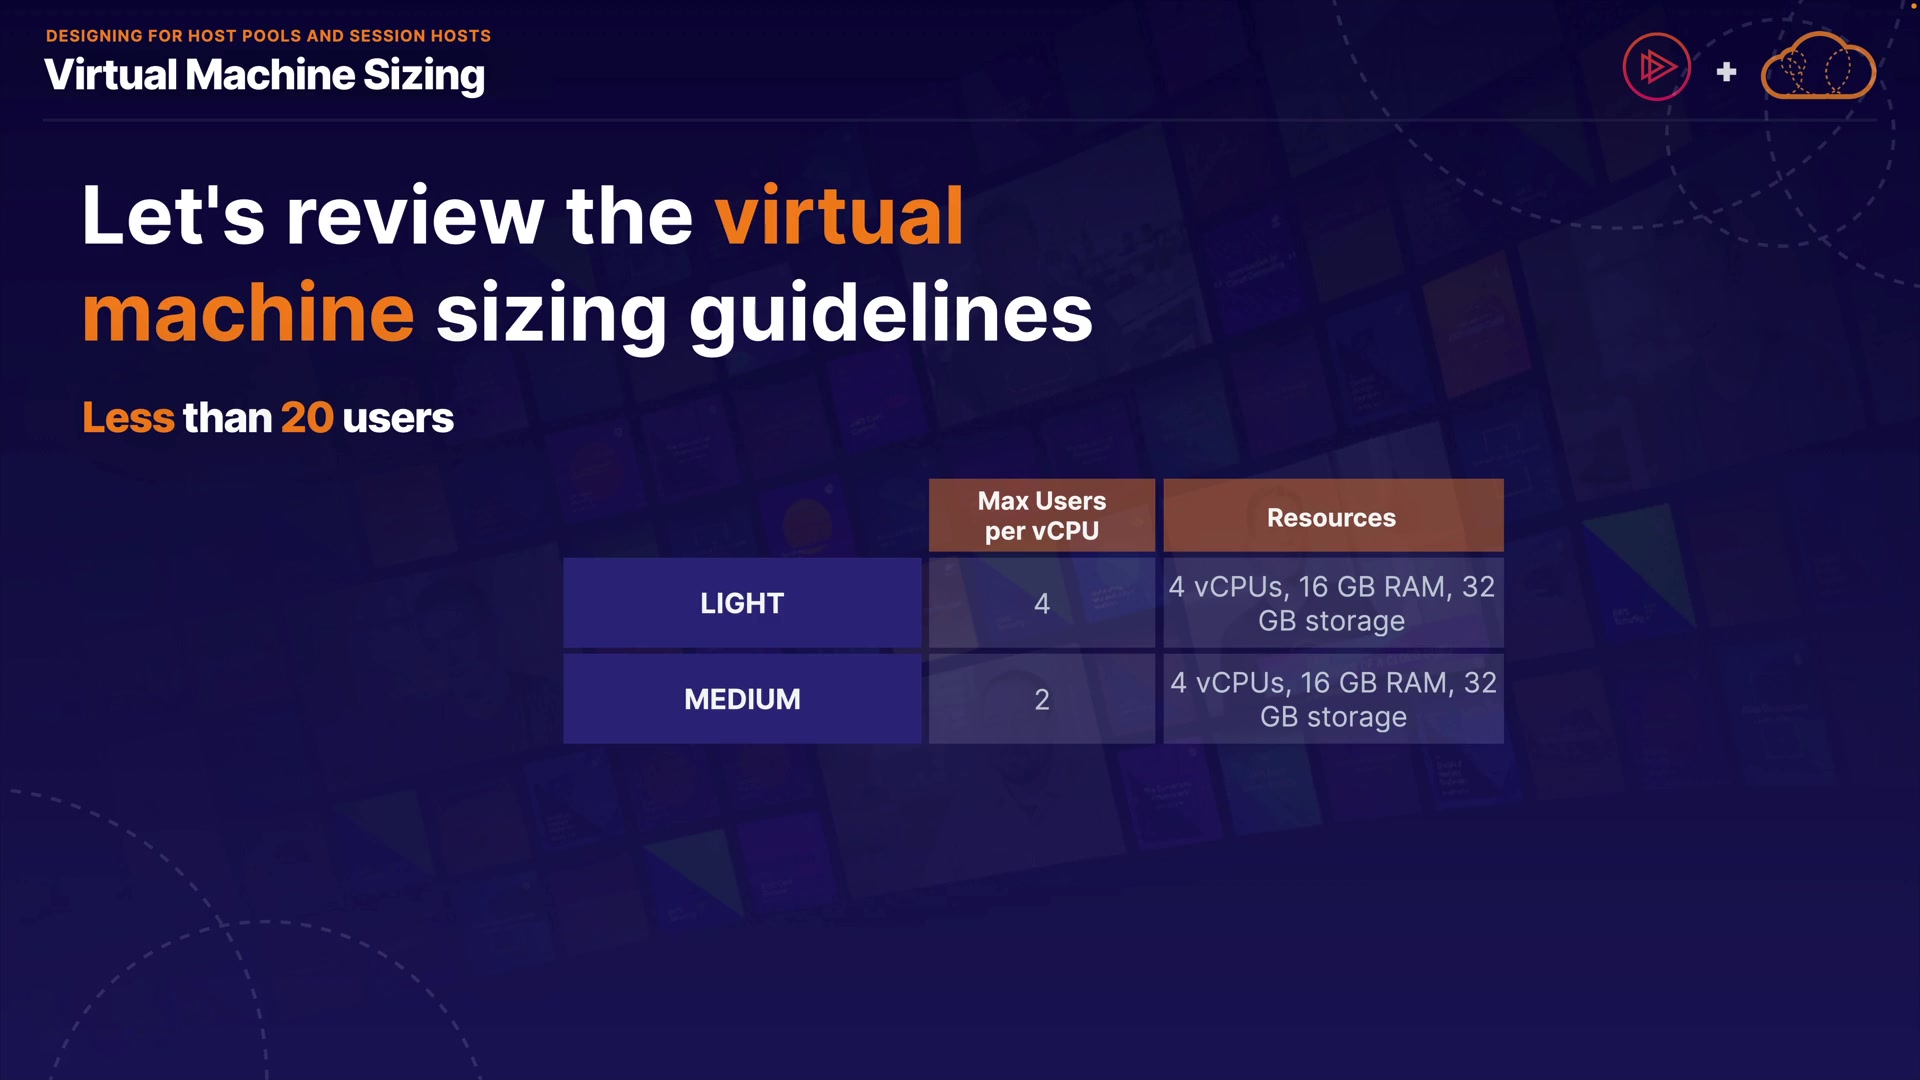 DESIGNING FOR HOST POOLS AND SESSION HOSTS
Virtual Machine Sizing
Let's review the virtual
machine sizing guidelines
Less than 20 users
Max Users
per vCPU
Resources
LIGHT
4
4 vCPUs, 16 GB RAM, 32
GB storage
MEDIUM
2
4 vCPUs, 16 GB RAM, 32
GB storage